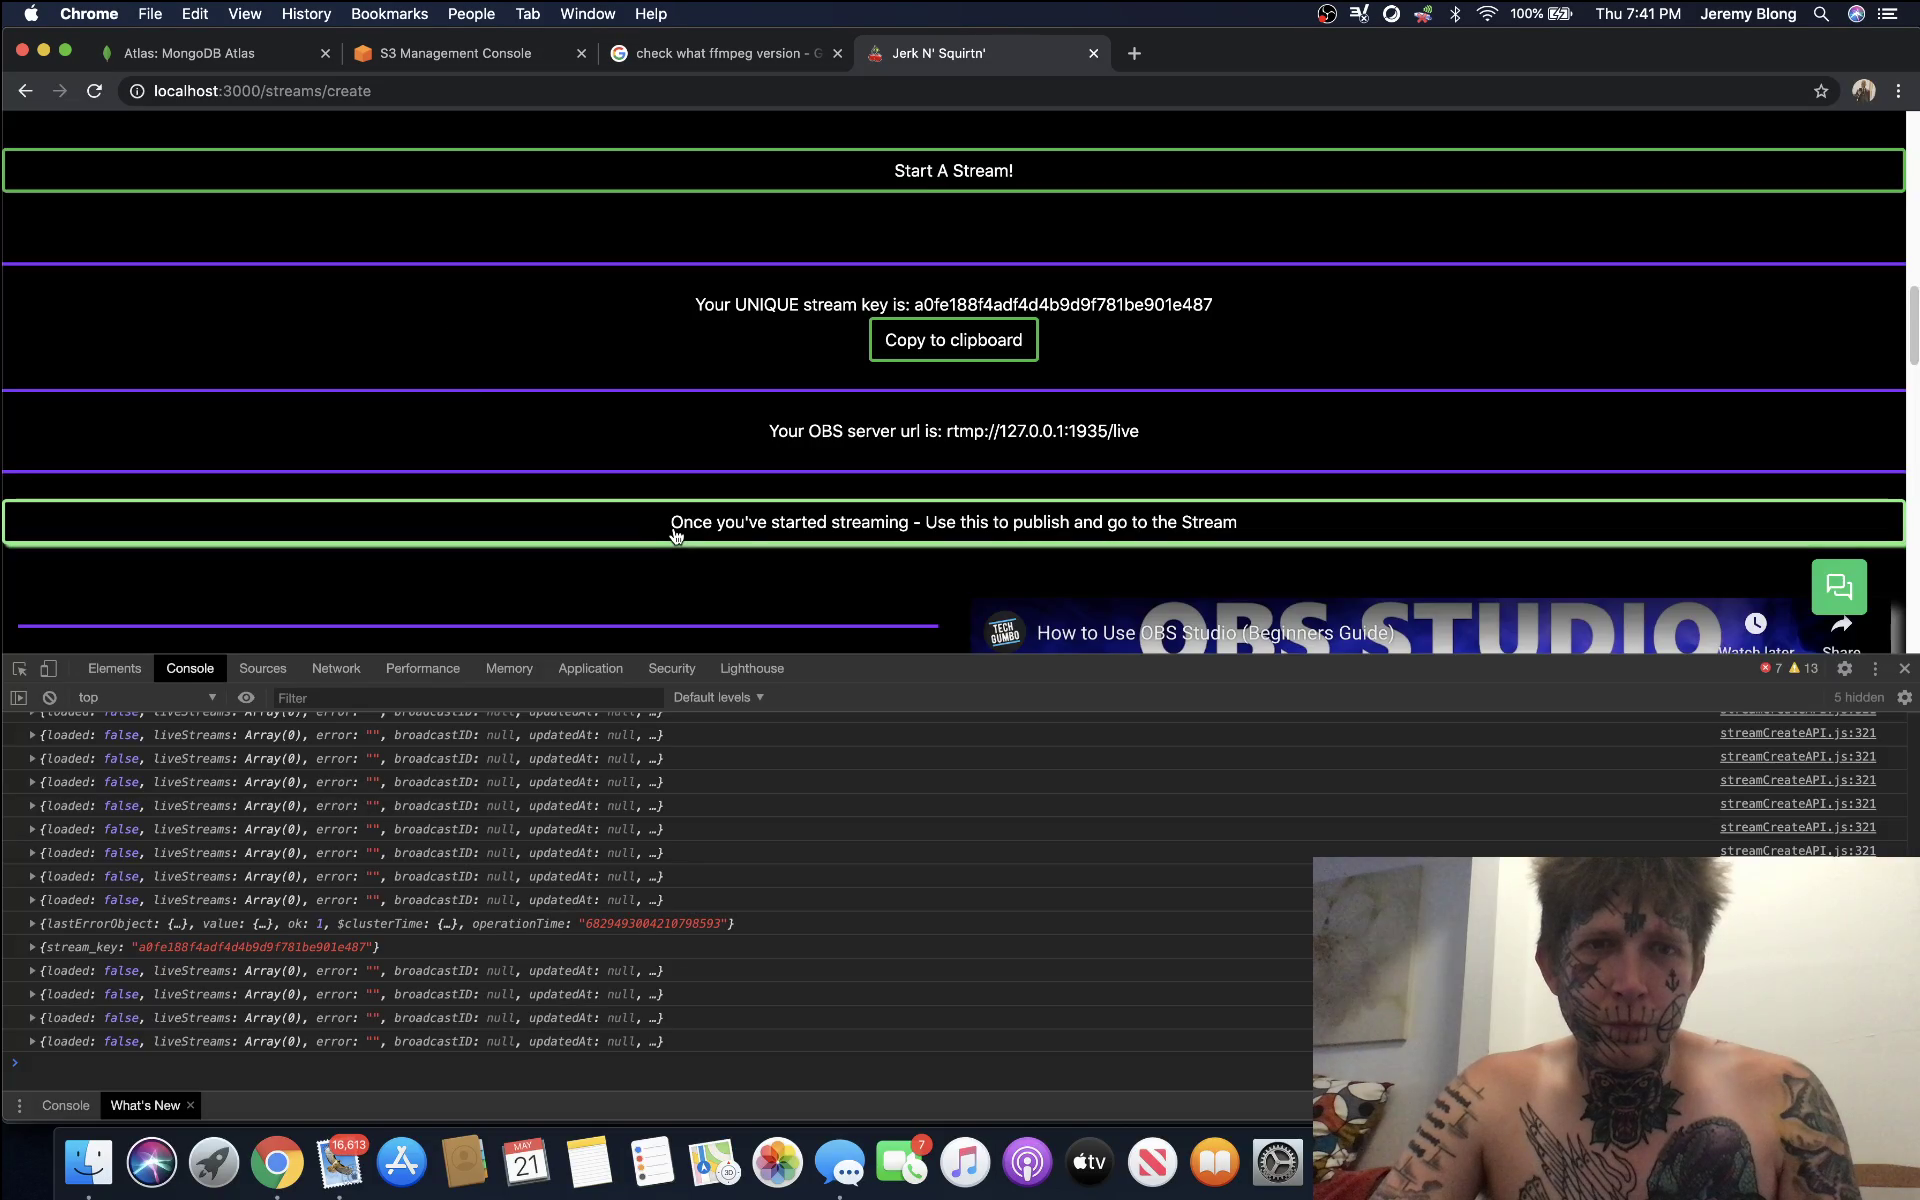 Chrome File Edit View History Bookmarks People Tab Window Help 100% Thu 7:41 PM Jeremy Blong
Atlas: MongoDB Atlas S3 Management Console check what ffmpeg version - G Jerk N' Squirtn'
localhost:3000/streams/create
Start A Stream!
Your UNIQUE stream key is: a0fe188f4adf4d4b9d9f781be901e487
Copy to clipboard
Your OBS server url is: rtmp://127.0.0.1:1935/live
Once you've started streaming - Use this to publish and go to the Stream
OBS STUDIO
TECH GUMBO How to Use OBS Studio (Beginners Guide)
Watch later Share
Elements Console Sources Network Performance Memory Application Security Lighthouse 7 13
top Filter Default levels 5 hidden
{loaded: false, liveStreams: Array(0), error: "", broadcastID: null, updatedAt: null, …} streamCreateAPI.js:321
{loaded: false, liveStreams: Array(0), error: "", broadcastID: null, updatedAt: null, …} streamCreateAPI.js:321
{loaded: false, liveStreams: Array(0), error: "", broadcastID: null, updatedAt: null, …} streamCreateAPI.js:321
{loaded: false, liveStreams: Array(0), error: "", broadcastID: null, updatedAt: null, …} streamCreateAPI.js:321
{loaded: false, liveStreams: Array(0), error: "", broadcastID: null, updatedAt: null, …} streamCreateAPI.js:321
{loaded: false, liveStreams: Array(0), error: "", broadcastID: null, updatedAt: null, …} streamCreateAPI.js:321
{loaded: false, liveStreams: Array(0), error: "", broadcastID: null, updatedAt: null, …} streamCreateAPI.js:321
{loaded: false, liveStreams: Array(0), error: "", broadcastID: null, updatedAt: null, …}
{loaded: false, liveStreams: Array(0), error: "", broadcastID: null, updatedAt: null, …}
{lastErrorObject: {…}, value: {…}, ok: 1, $clusterTime: {…}, operationTime: "6829493004210798593"}
{stream_key: "a0fe188f4adf4d4b9d9f781be901e487"}
{loaded: false, liveStreams: Array(0), error: "", broadcastID: null, updatedAt: null, …}
{loaded: false, liveStreams: Array(0), error: "", broadcastID: null, updatedAt: null, …}
{loaded: false, liveStreams: Array(0), error: "", broadcastID: null, updatedAt: null, …}
{loaded: false, liveStreams: Array(0), error: "", broadcastID: null, updatedAt: null, …}
Console What's New
16,613 MAY 21 3D 7 tv